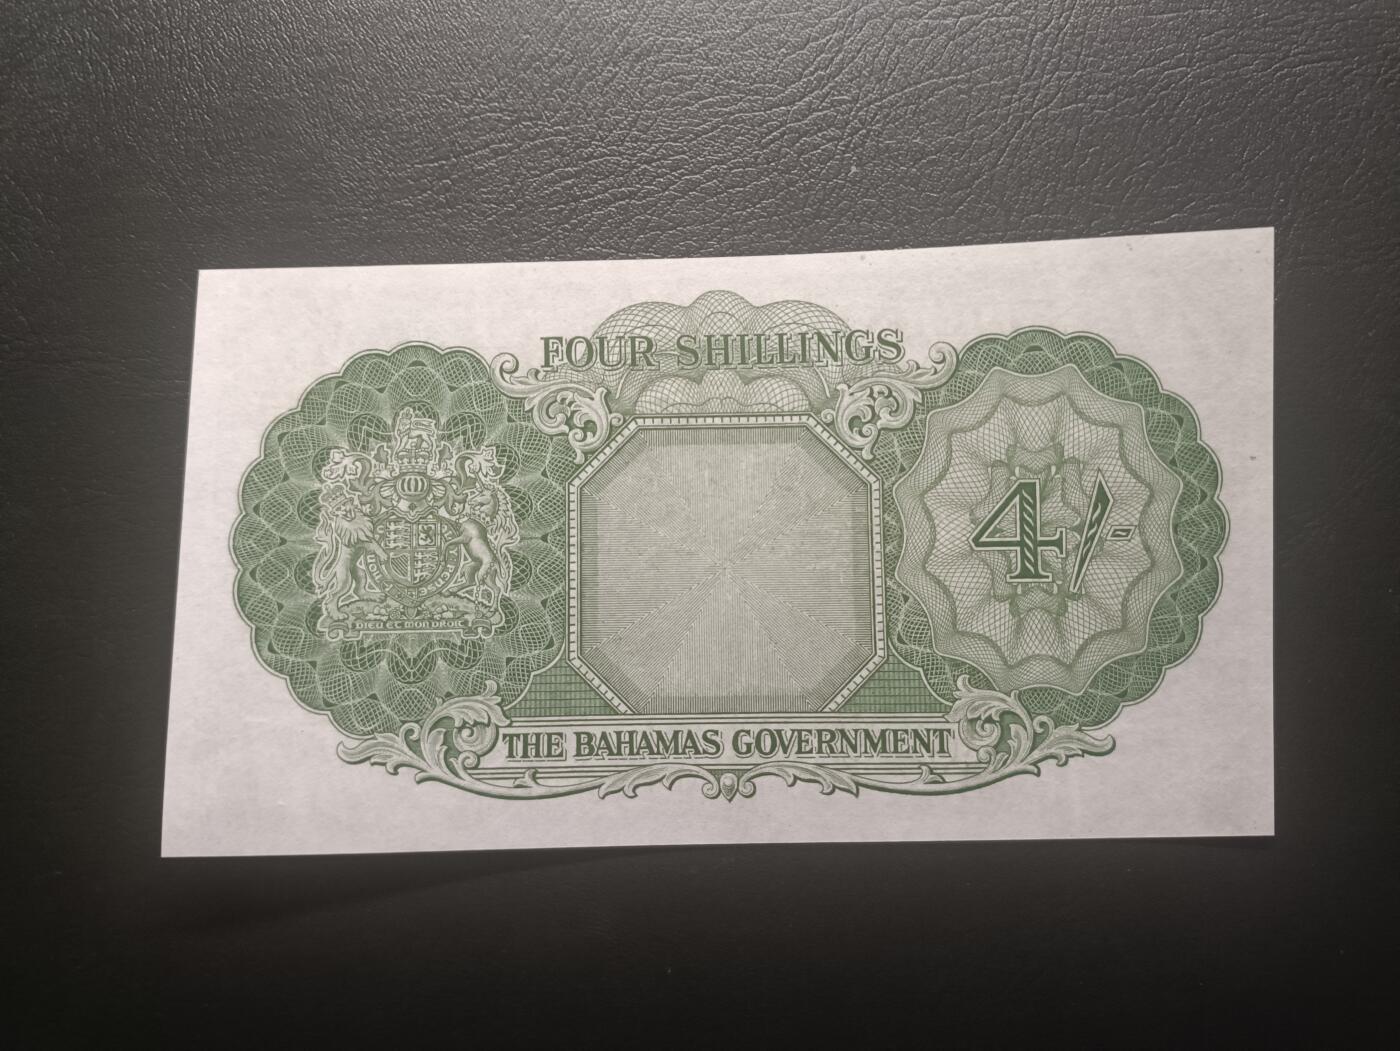 FOUR SHILLINGS
4/-
DIEU ET MON DROIT
THE BAHAMAS GOVERNMENT